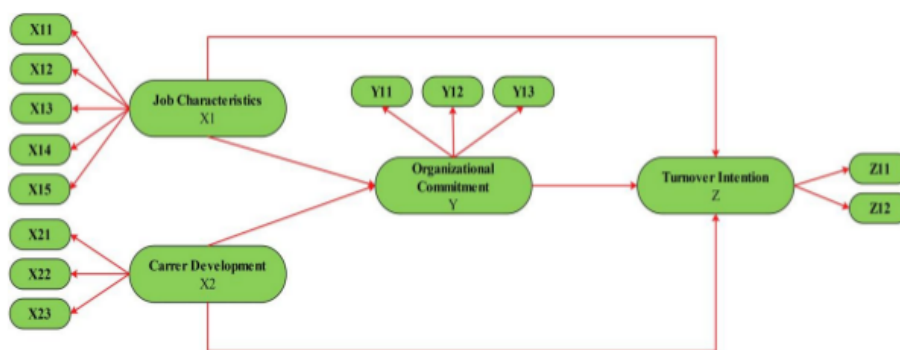 X11
X12
X13
X14
X15
Job Characteristics
X1
Y11
Y12
Y13
Organizational
Commitment
Y
Turnover Intention
Z
Z11
Z12
X21
X22
X23
Carrer Development
X2